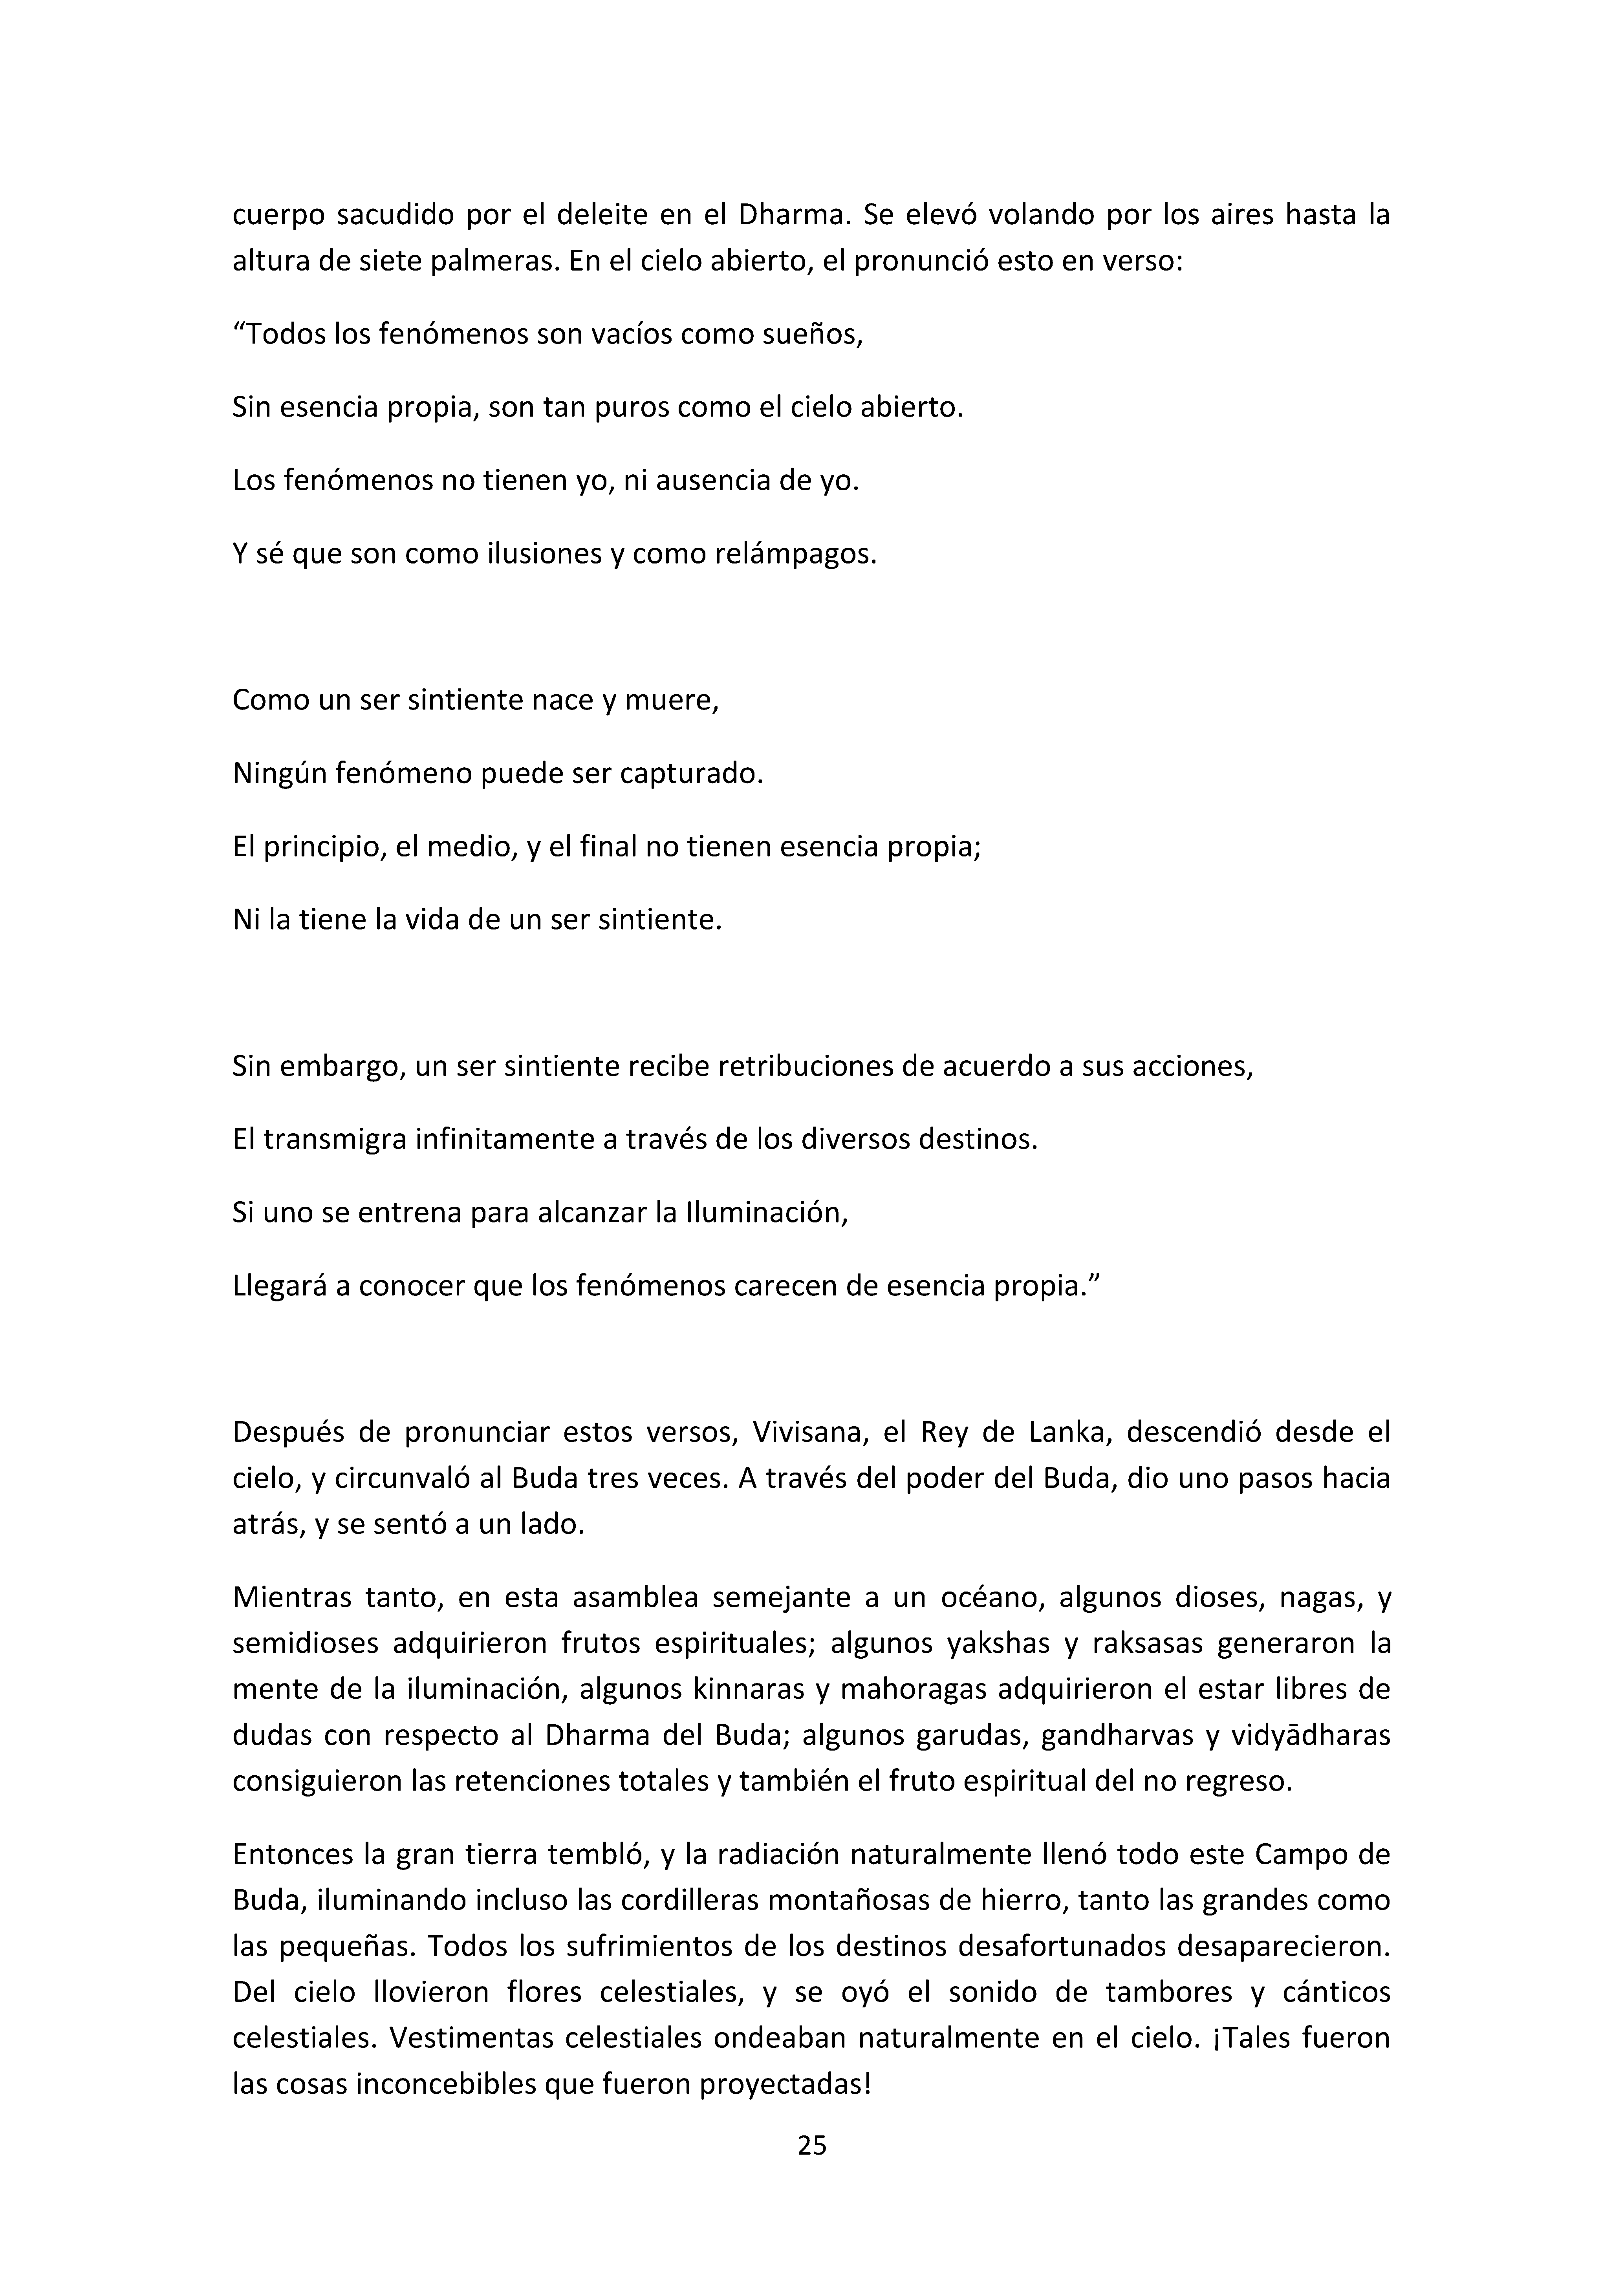 cuerpo sacudido por el deleite en el Dharma. Se elevó volando por los aires hasta la
altura de siete palmeras. En el cielo abierto, el pronunció esto en verso:
“Todos los fenómenos son vacíos como sueños,
Sin esencia propia, son tan puros como el cielo abierto.
Los fenómenos no tienen yo, ni ausencia de yo.
Y sé que son como ilusiones y como relámpagos.
Como un ser sintiente nace y muere,
Ningún fenómeno puede ser capturado.
El principio, el medio, y el final no tienen esencia propia;
Ni la tiene la vida de un ser sintiente.
Sin embargo, un ser sintiente recibe retribuciones de acuerdo a sus acciones,
El transmigra infinitamente a través de los diversos destinos.
Si uno se entrena para alcanzar la Iluminación,
Llegará a conocer que los fenómenos carecen de esencia propia.”
Después de pronunciar estos versos, Vivisana, el Rey de Lanka, descendió desde el
cielo, y circunvaló al Buda tres veces. A través del poder del Buda, dio uno pasos hacia
atrás, y se sentó a un lado.
Mientras tanto, en esta asamblea semejante a un océano, algunos dioses, nagas, y
semidioses adquirieron frutos espirituales; algunos yakshas y raksasas generaron la
mente de la iluminación, algunos kinnaras y mahoragas adquirieron el estar libres de
dudas con respecto al Dharma del Buda; algunos garudas, gandharvas y vidyādharas
consiguieron las retenciones totales y también el fruto espiritual del no regreso.
Entonces la gran tierra tembló, y la radiación naturalmente llenó todo este Campo de
Buda, iluminando incluso las cordilleras montañosas de hierro, tanto las grandes como
las pequeñas. Todos los sufrimientos de los destinos desafortunados desaparecieron.
Del cielo llovieron flores celestiales, y se oyó el sonido de tambores y cánticos
celestiales. Vestimentas celestiales ondeaban naturalmente en el cielo. ¡Tales fueron
las cosas inconcebibles que fueron proyectadas!
25